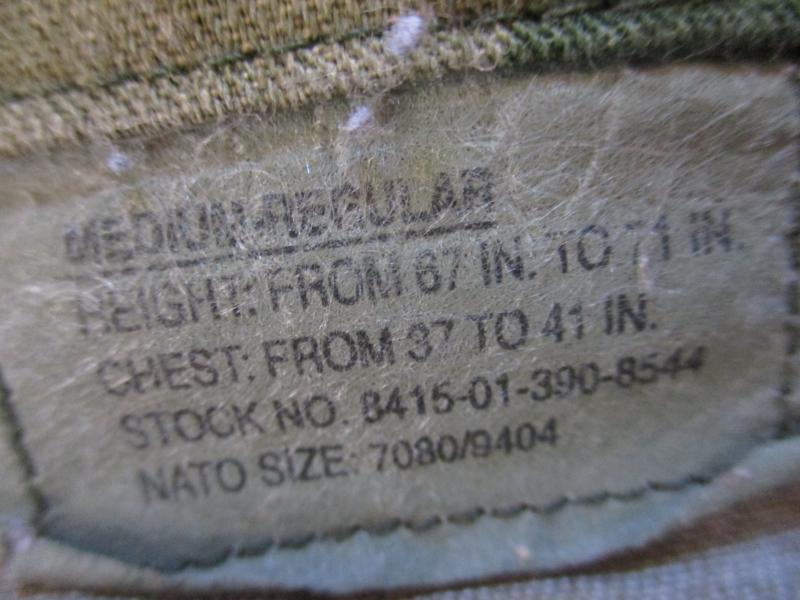 MEDIUM-REGULAR
HEIGHT: FROM 67 IN. TO 71 IN.
CHEST: FROM 37 TO 41 IN.
STOCK NO. 8415-01-390-8544
NATO SIZE: 7080/9404